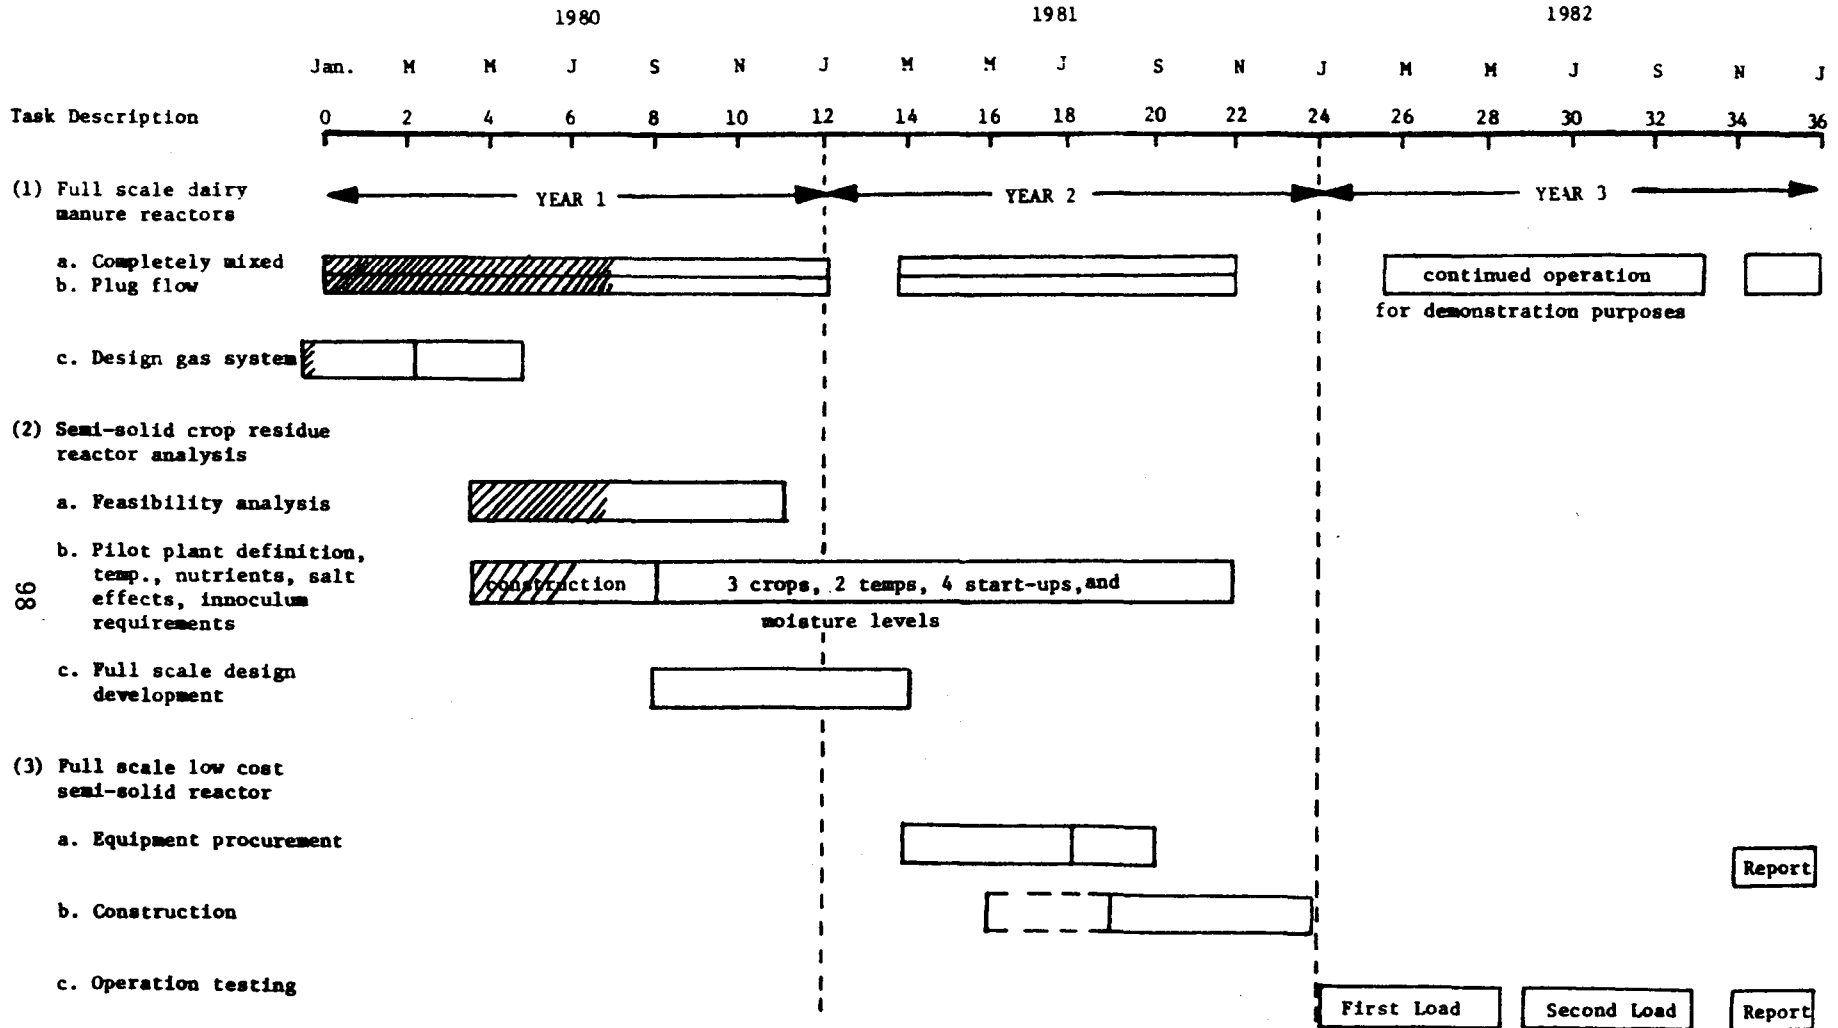 1980 1981 1982
Jan. M M J S N J M M J S N J M M J S N J
Task Description 0 2 4 6 8 10 12 14 16 18 20 22 24 26 28 30 32 34 36
(1) Full scale dairy
manure reactors
YEAR 1 YEAR 2 YEAR 3
a. Completely mixed
b. Plug flow
continued operation
for demonstration purposes
c. Design gas system
(2) Semi-solid crop residue
reactor analysis
a. Feasibility analysis
b. Pilot plant definition,
temp., nutrients, salt
effects, innoculum
requirements
construction 3 crops, 2 temps, 4 start-ups, and
moisture levels
98
c. Full scale design
development
(3) Full scale low cost
semi-solid reactor
a. Equipment procurement
Report
b. Construction
c. Operation testing
First Load Second Load Report